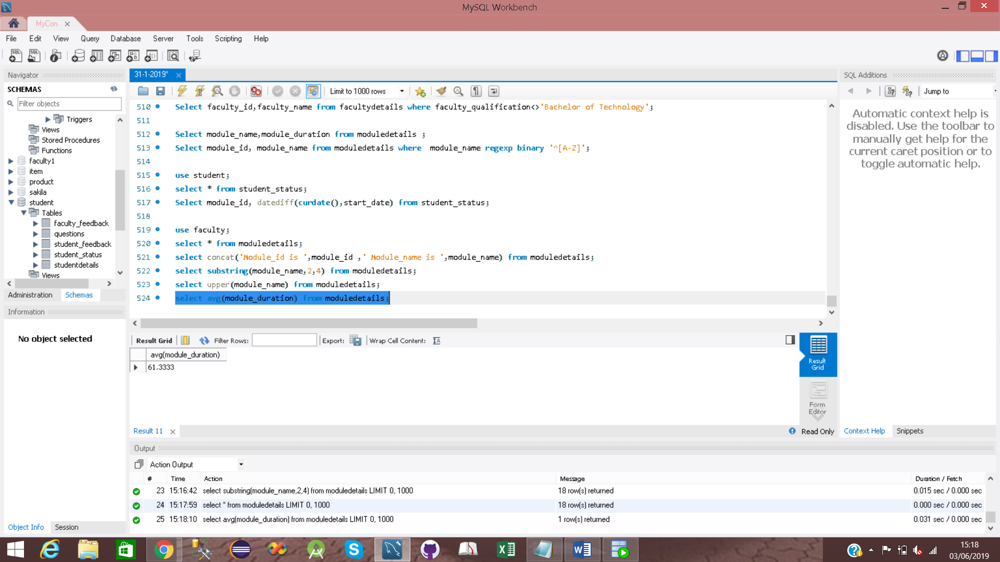 MySQL Workbench
MyCon
File Edit View Query Database Server Tools Scripting Help
Navigator
SCHEMAS
Filter objects
Triggers
Views
Stored Procedures
Functions
faculty1
item
product
sakila
student
Tables
faculty_feedback
questions
student_feedback
student_status
studentdetails
Views
Administration Schemas
Information
No object selected
Object Info Session
31-1-2019*
Limit to 1000 rows
510 Select faculty_id,faculty_name from facultydetails where faculty_qualification<>'Bachelor of Technology';
511
512 Select module_name,module_duration from moduledetails ;
513 Select module_id, module_name from moduledetails where module_name regexp binary '^[A-Z]';
514
515 use student;
516 select * from student_status;
517 Select module_id, datediff(curdate(),start_date) from student_status;
518
519 use faculty;
520 select * from moduledetails;
521 select concat('Module_id is ',module_id ,' Module_name is ',module_name) from moduledetails;
522 select substring(module_name,2,4) from moduledetails;
523 select upper(module_name) from moduledetails;
524 select avg(module_duration) from moduledetails;
Result Grid Filter Rows: Export: Wrap Cell Content:
avg(module_duration)
61.3333
Result Grid
Form Editor
Result 11
Read Only
SQL Additions
Jump to
Automatic context help is
disabled. Use the toolbar to
manually get help for the
current caret position or to
toggle automatic help.
Context Help Snippets
Output
Action Output
# Time Action Message Duration / Fetch
23 15:16:42 select substring(module_name,2,4) from moduledetails LIMIT 0, 1000 18 row(s) returned 0.015 sec / 0.000 sec
24 15:17:59 select * from moduledetails LIMIT 0, 1000 18 row(s) returned 0.000 sec / 0.000 sec
25 15:18:10 select avg(module_duration) from moduledetails LIMIT 0, 1000 1 row(s) returned 0.031 sec / 0.000 sec
15:18
03/06/2019